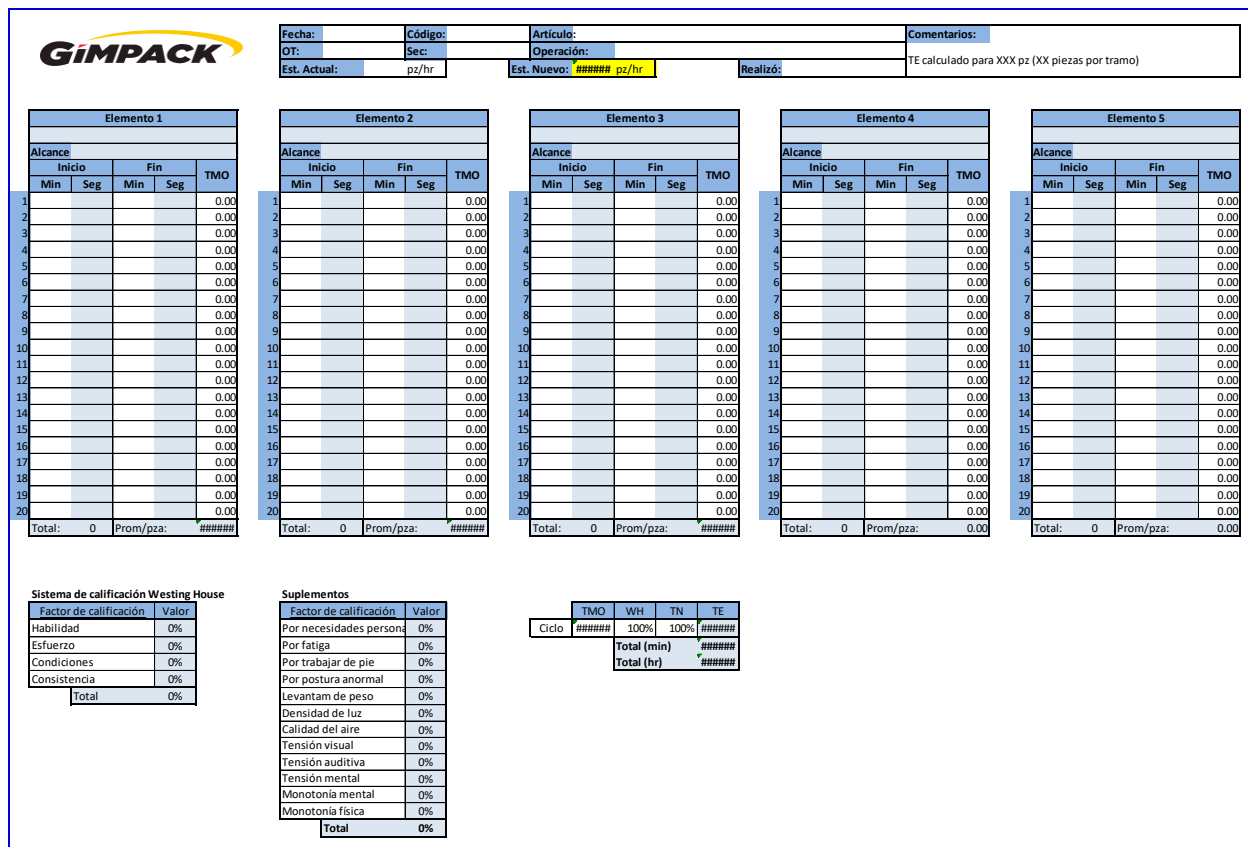 GiMPACK
Fecha: Código: Artículo: Comentarios:
OT: Sec: Operación:
TE calculado para XXX pz (XX piezas por tramo)
Est. Actual: pz/hr Est. Nuevo: ###### pz/hr Realizó:
Elemento 1 Elemento 2 Elemento 3 Elemento 4 Elemento 5
Alcance Alcance Alcance Alcance Alcance
Inicio Fin TMO Inicio Fin TMO Inicio Fin TMO Inicio Fin TMO Inicio Fin TMO
Min Seg Min Seg Min Seg Min Seg Min Seg Min Seg Min Seg Min Seg Min Seg Min Seg
1 0.00 1 0.00 1 0.00 1 0.00 1 0.00
2 0.00 2 0.00 2 0.00 2 0.00 2 0.00
3 0.00 3 0.00 3 0.00 3 0.00 3 0.00
4 0.00 4 0.00 4 0.00 4 0.00 4 0.00
5 0.00 5 0.00 5 0.00 5 0.00 5 0.00
6 0.00 6 0.00 6 0.00 6 0.00 6 0.00
7 0.00 7 0.00 7 0.00 7 0.00 7 0.00
8 0.00 8 0.00 8 0.00 8 0.00 8 0.00
9 0.00 9 0.00 9 0.00 9 0.00 9 0.00
10 0.00 10 0.00 10 0.00 10 0.00 10 0.00
11 0.00 11 0.00 11 0.00 11 0.00 11 0.00
12 0.00 12 0.00 12 0.00 12 0.00 12 0.00
13 0.00 13 0.00 13 0.00 13 0.00 13 0.00
14 0.00 14 0.00 14 0.00 14 0.00 14 0.00
15 0.00 15 0.00 15 0.00 15 0.00 15 0.00
16 0.00 16 0.00 16 0.00 16 0.00 16 0.00
17 0.00 17 0.00 17 0.00 17 0.00 17 0.00
18 0.00 18 0.00 18 0.00 18 0.00 18 0.00
19 0.00 19 0.00 19 0.00 19 0.00 19 0.00
20 0.00 20 0.00 20 0.00 20 0.00 20 0.00
Total: 0 Prom/pza: ###### Total: 0 Prom/pza: ###### Total: 0 Prom/pza: ###### Total: 0 Prom/pza: 0.00 Total: 0 Prom/pza: 0.00
Sistema de calificación Westing House
Factor de calificación Valor
Habilidad 0%
Esfuerzo 0%
Condiciones 0%
Consistencia 0%
Total 0%
Suplementos
Factor de calificación Valor
Por necesidades persona 0%
Por fatiga 0%
Por trabajar de pie 0%
Por postura anormal 0%
Levantam de peso 0%
Densidad de luz 0%
Calidad del aire 0%
Tensión visual 0%
Tensión auditiva 0%
Tensión mental 0%
Monotonía mental 0%
Monotonía física 0%
Total 0%
TMO WH TN TE
Ciclo ###### 100% 100% ######
Total (min) ######
Total (hr) ######